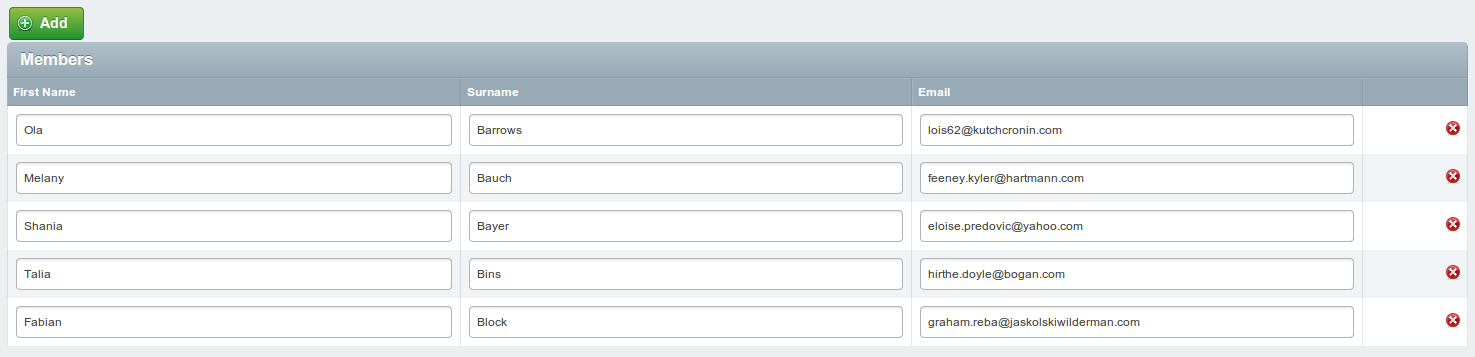 Add
Members
First Name Surname Email
Ola Barrows lois62@kutchcronin.com
Melany Bauch feeney.kyler@hartmann.com
Shania Bayer eloise.predovic@yahoo.com
Talia Bins hirthe.doyle@bogan.com
Fabian Block graham.reba@jaskolskiwilderman.com